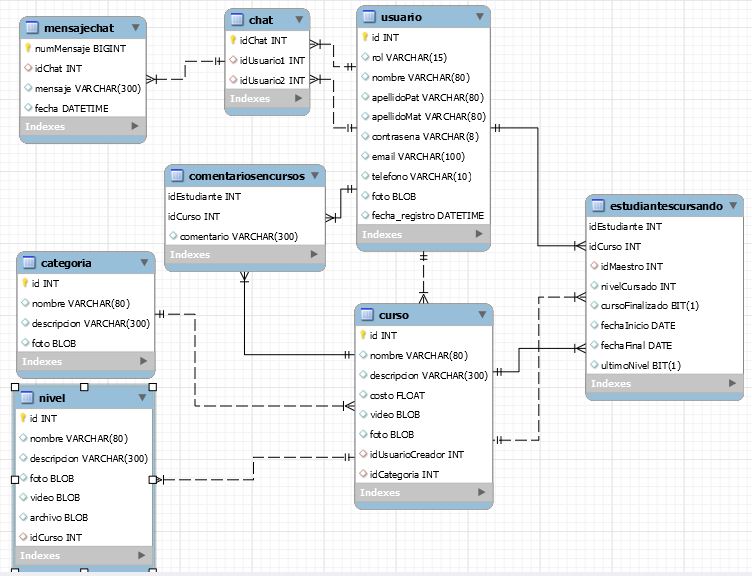 mensajechat
numMensaje BIGINT
idChat INT
mensaje VARCHAR(300)
fecha DATETIME
Indexes
chat
idChat INT
idUsuario1 INT
idUsuario2 INT
Indexes
usuario
id INT
rol VARCHAR(15)
nombre VARCHAR(80)
apellidoPat VARCHAR(80)
apellidoMat VARCHAR(80)
contrasena VARCHAR(8)
email VARCHAR(100)
telefono VARCHAR(10)
foto BLOB
fecha_registro DATETIME
Indexes
comentariosencursos
idEstudiante INT
idCurso INT
comentario VARCHAR(300)
Indexes
estudiantescursando
idEstudiante INT
idCurso INT
idMaestro INT
nivelCursado INT
cursoFinalizado BIT(1)
fechaInicio DATE
fechaFinal DATE
ultimoNivel BIT(1)
Indexes
categoria
id INT
nombre VARCHAR(80)
descripcion VARCHAR(300)
foto BLOB
Indexes
curso
id INT
nombre VARCHAR(80)
descripcion VARCHAR(300)
costo FLOAT
video BLOB
foto BLOB
idUsuarioCreador INT
idCategoria INT
Indexes
nivel
id INT
nombre VARCHAR(80)
descripcion VARCHAR(300)
foto BLOB
video BLOB
archivo BLOB
idCurso INT
Indexes